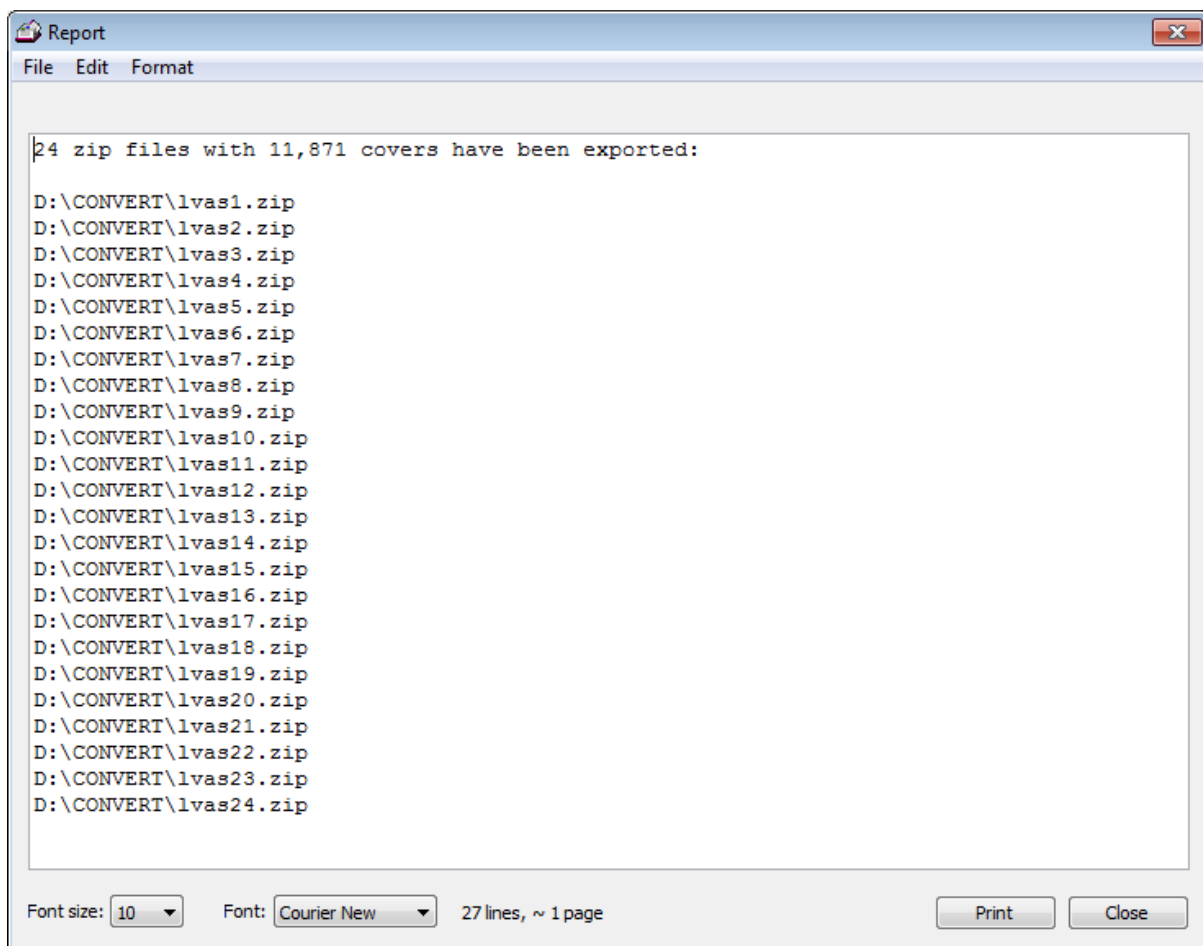 Report
File Edit Format
24 zip files with 11,871 covers have been exported:
D:\CONVERT\lvas1.zip
D:\CONVERT\lvas2.zip
D:\CONVERT\lvas3.zip
D:\CONVERT\lvas4.zip
D:\CONVERT\lvas5.zip
D:\CONVERT\lvas6.zip
D:\CONVERT\lvas7.zip
D:\CONVERT\lvas8.zip
D:\CONVERT\lvas9.zip
D:\CONVERT\lvas10.zip
D:\CONVERT\lvas11.zip
D:\CONVERT\lvas12.zip
D:\CONVERT\lvas13.zip
D:\CONVERT\lvas14.zip
D:\CONVERT\lvas15.zip
D:\CONVERT\lvas16.zip
D:\CONVERT\lvas17.zip
D:\CONVERT\lvas18.zip
D:\CONVERT\lvas19.zip
D:\CONVERT\lvas20.zip
D:\CONVERT\lvas21.zip
D:\CONVERT\lvas22.zip
D:\CONVERT\lvas23.zip
D:\CONVERT\lvas24.zip
Font size: 10 Font: Courier New 27 lines, ~ 1 page Print Close